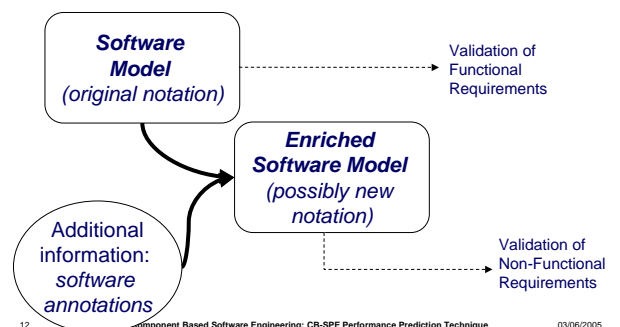 Software
Model
(original notation)
Validation of
Functional
Requirements
Enriched
Software Model
(possibly new
notation)
Additional
information:
software
annotations
Validation of
Non-Functional
Requirements
12
omponent Based Software Engineering: CB-SPE Performance Prediction Technique
03/06/2005